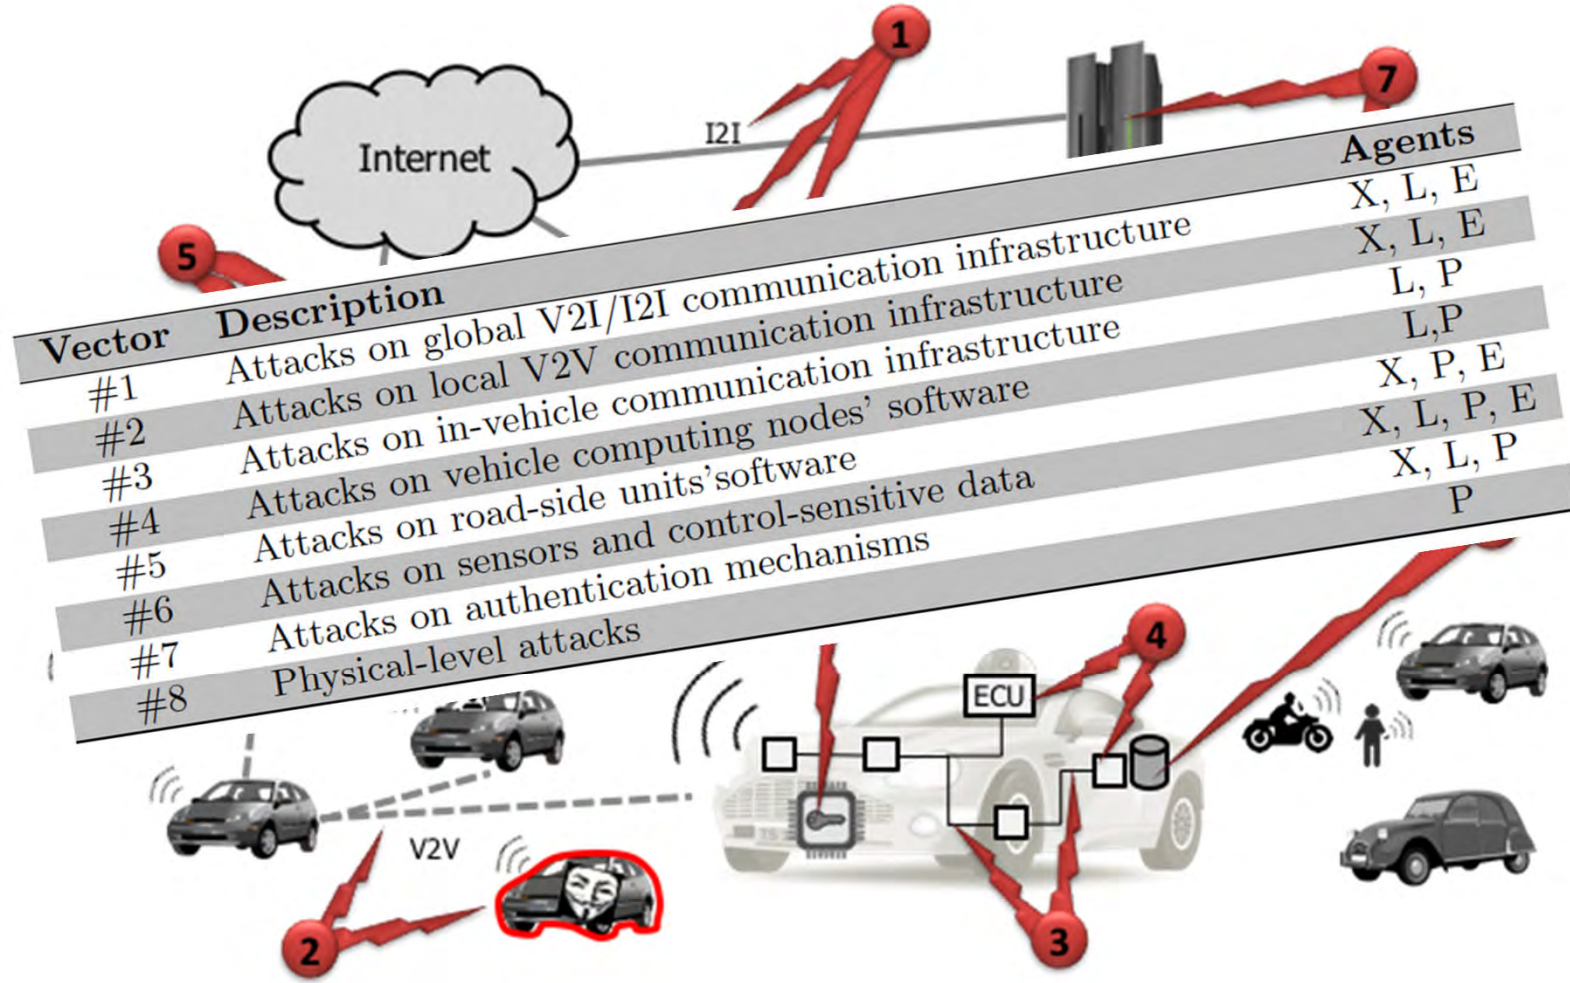 1
7
I2I
Internet
5
Vector Description Agents
#1 Attacks on global V2I/I2I communication infrastructure X, L, E
#2 Attacks on local V2V communication infrastructure X, L, E
#3 Attacks on in-vehicle communication infrastructure L, P
#4 Attacks on vehicle computing nodes' software L,P
#5 Attacks on road-side units'software X, P, E
#6 Attacks on sensors and control-sensitive data X, L, P, E
#7 Attacks on authentication mechanisms X, L, P
#8 Physical-level attacks P
4
ECU
V2V
2
3